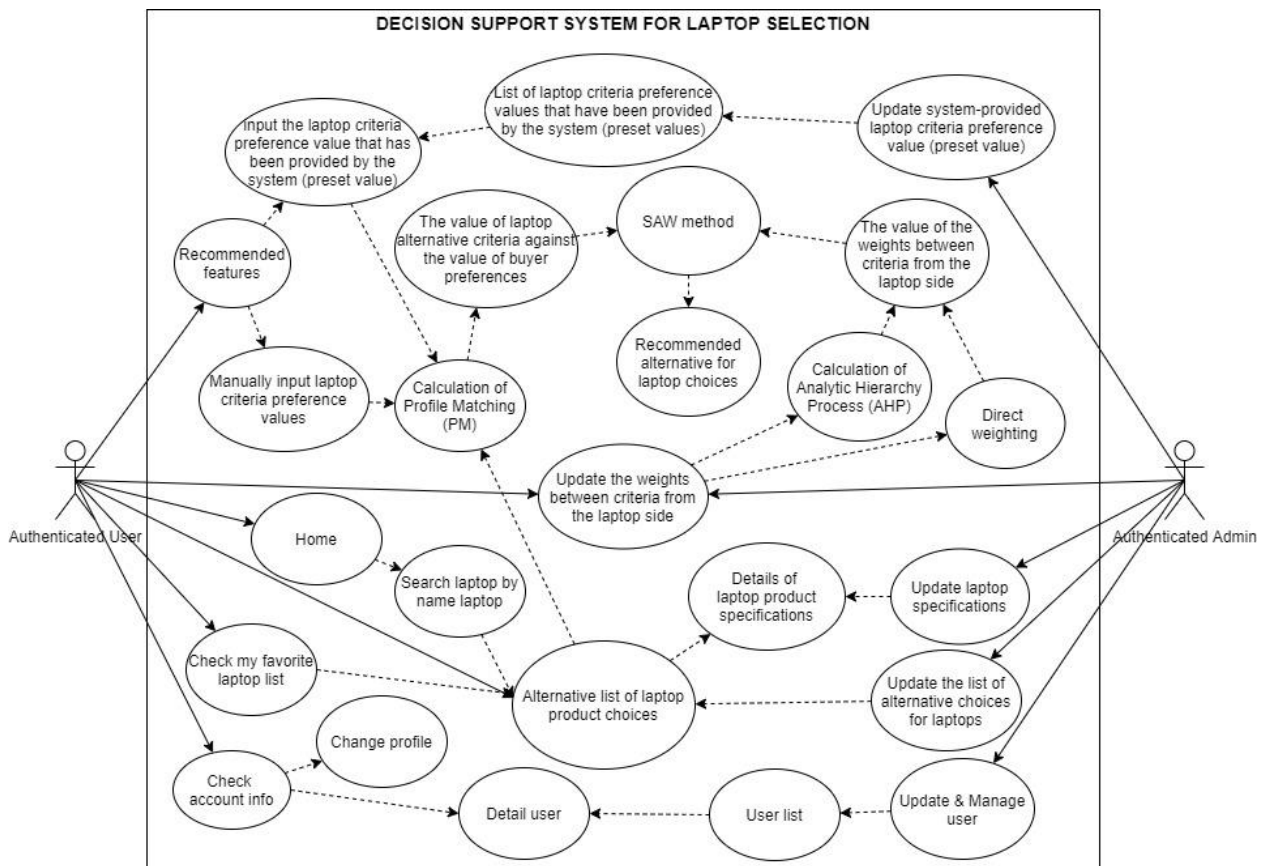 DECISION SUPPORT SYSTEM FOR LAPTOP SELECTION
List of laptop criteria preference
values that have been provided
by the system (preset values)
Input the laptop criteria
preference value that has
been provided by the
system (preset value)
Update system-provided
laptop criteria preference
value (preset value)
The value of laptop
alternative criteria against
the value of buyer
preferences
SAW method
The value of the
weights between
criteria from the
laptop side
Recommended
features
Recommended
alternative for
laptop choices
Calculation of
Analytic Hierarchy
Process (AHP)
Manually input laptop
criteria preference
values
Calculation of
Profile Matching
(PM)
Direct
weighting
Update the weights
between criteria from
the laptop side
Authenticated User
Authenticated Admin
Home
Search laptop by
name laptop
Details of
laptop product
specifications
Update laptop
specifications
Check my favorite
laptop list
Alternative list of laptop
product choices
Update the list of
alternative choices
for laptops
Change profile
Check
account info
Detail user
User list
Update & Manage
user